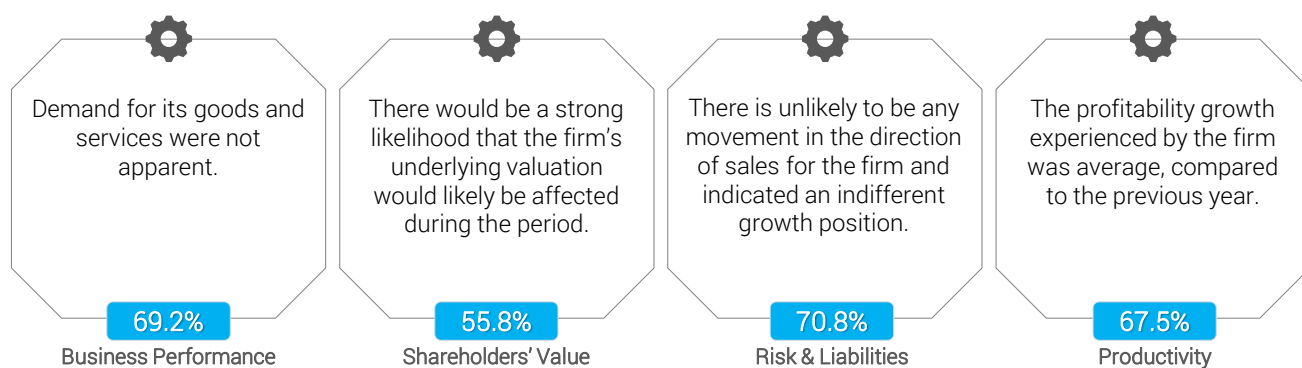 Demand for its goods and
services were not
apparent.
69.2%
Business Performance
There would be a strong
likelihood that the firm's
underlying valuation
would likely be affected
during the period.
55.8%
Shareholders' Value
There is unlikely to be any
movement in the direction
of sales for the firm and
indicated an indifferent
growth position.
70.8%
Risk & Liabilities
The profitability growth
experienced by the firm
was average, compared
to the previous year.
67.5%
Productivity